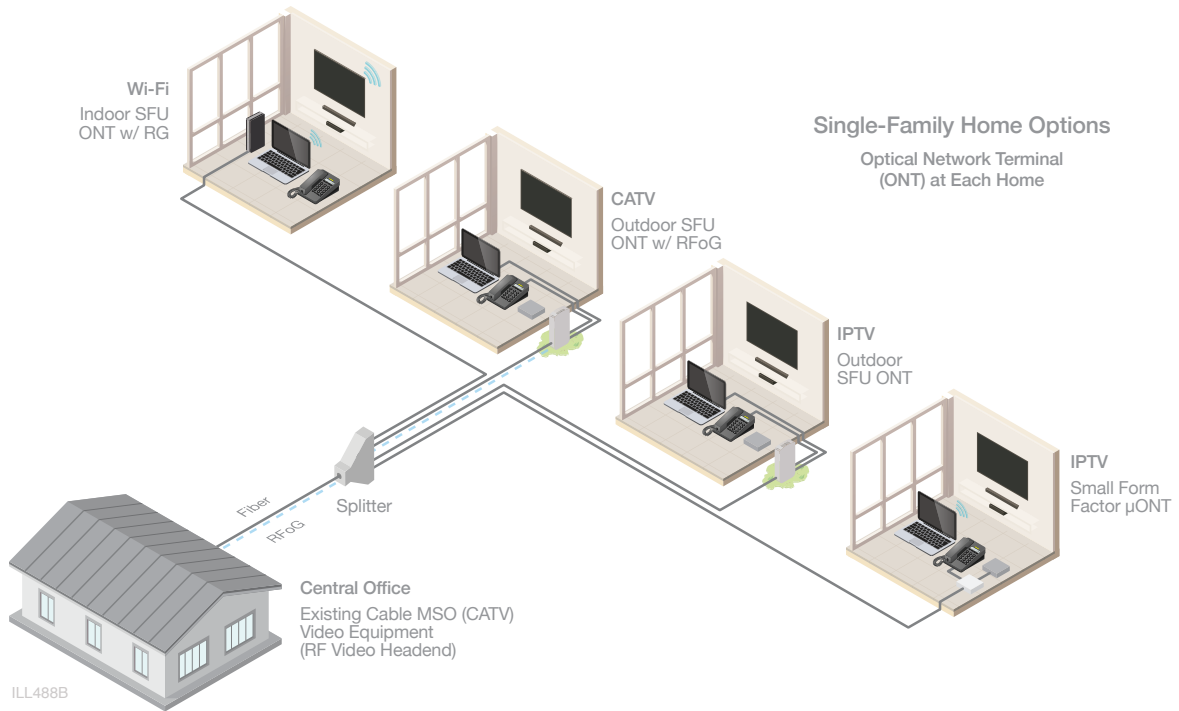 Single-Family Home Options
Optical Network Terminal
(ONT) at Each Home
Wi-Fi
Indoor SFU
ONT w/ RG
CATV
Outdoor SFU
ONT w/ RFoG
IPTV
Outdoor
SFU ONT
IPTV
Small Form
Factor µONT
Splitter
Fiber
RFoG
Central Office
Existing Cable MSO (CATV)
Video Equipment
(RF Video Headend)
ILL488B